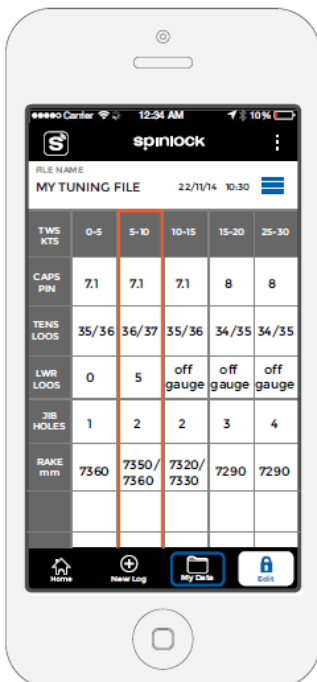 Carrier 12:34 AM 10%
S spinlock
FILE NAME
MY TUNING FILE 22/11/14 10:30
TWS KTS 0-5 5-10 10-15 15-20 25-30
CAPS PIN 7.1 7.1 7.1 8 8
TENS LOOS 35/36 36/37 35/36 34/35 34/35
LWR LOOS 0 5 off gauge off gauge off gauge
JIB HOLES 1 2 2 3 4
RAKE mm 7360 7350/7360 7320/7330 7290 7290
Home New Log My Data Edit